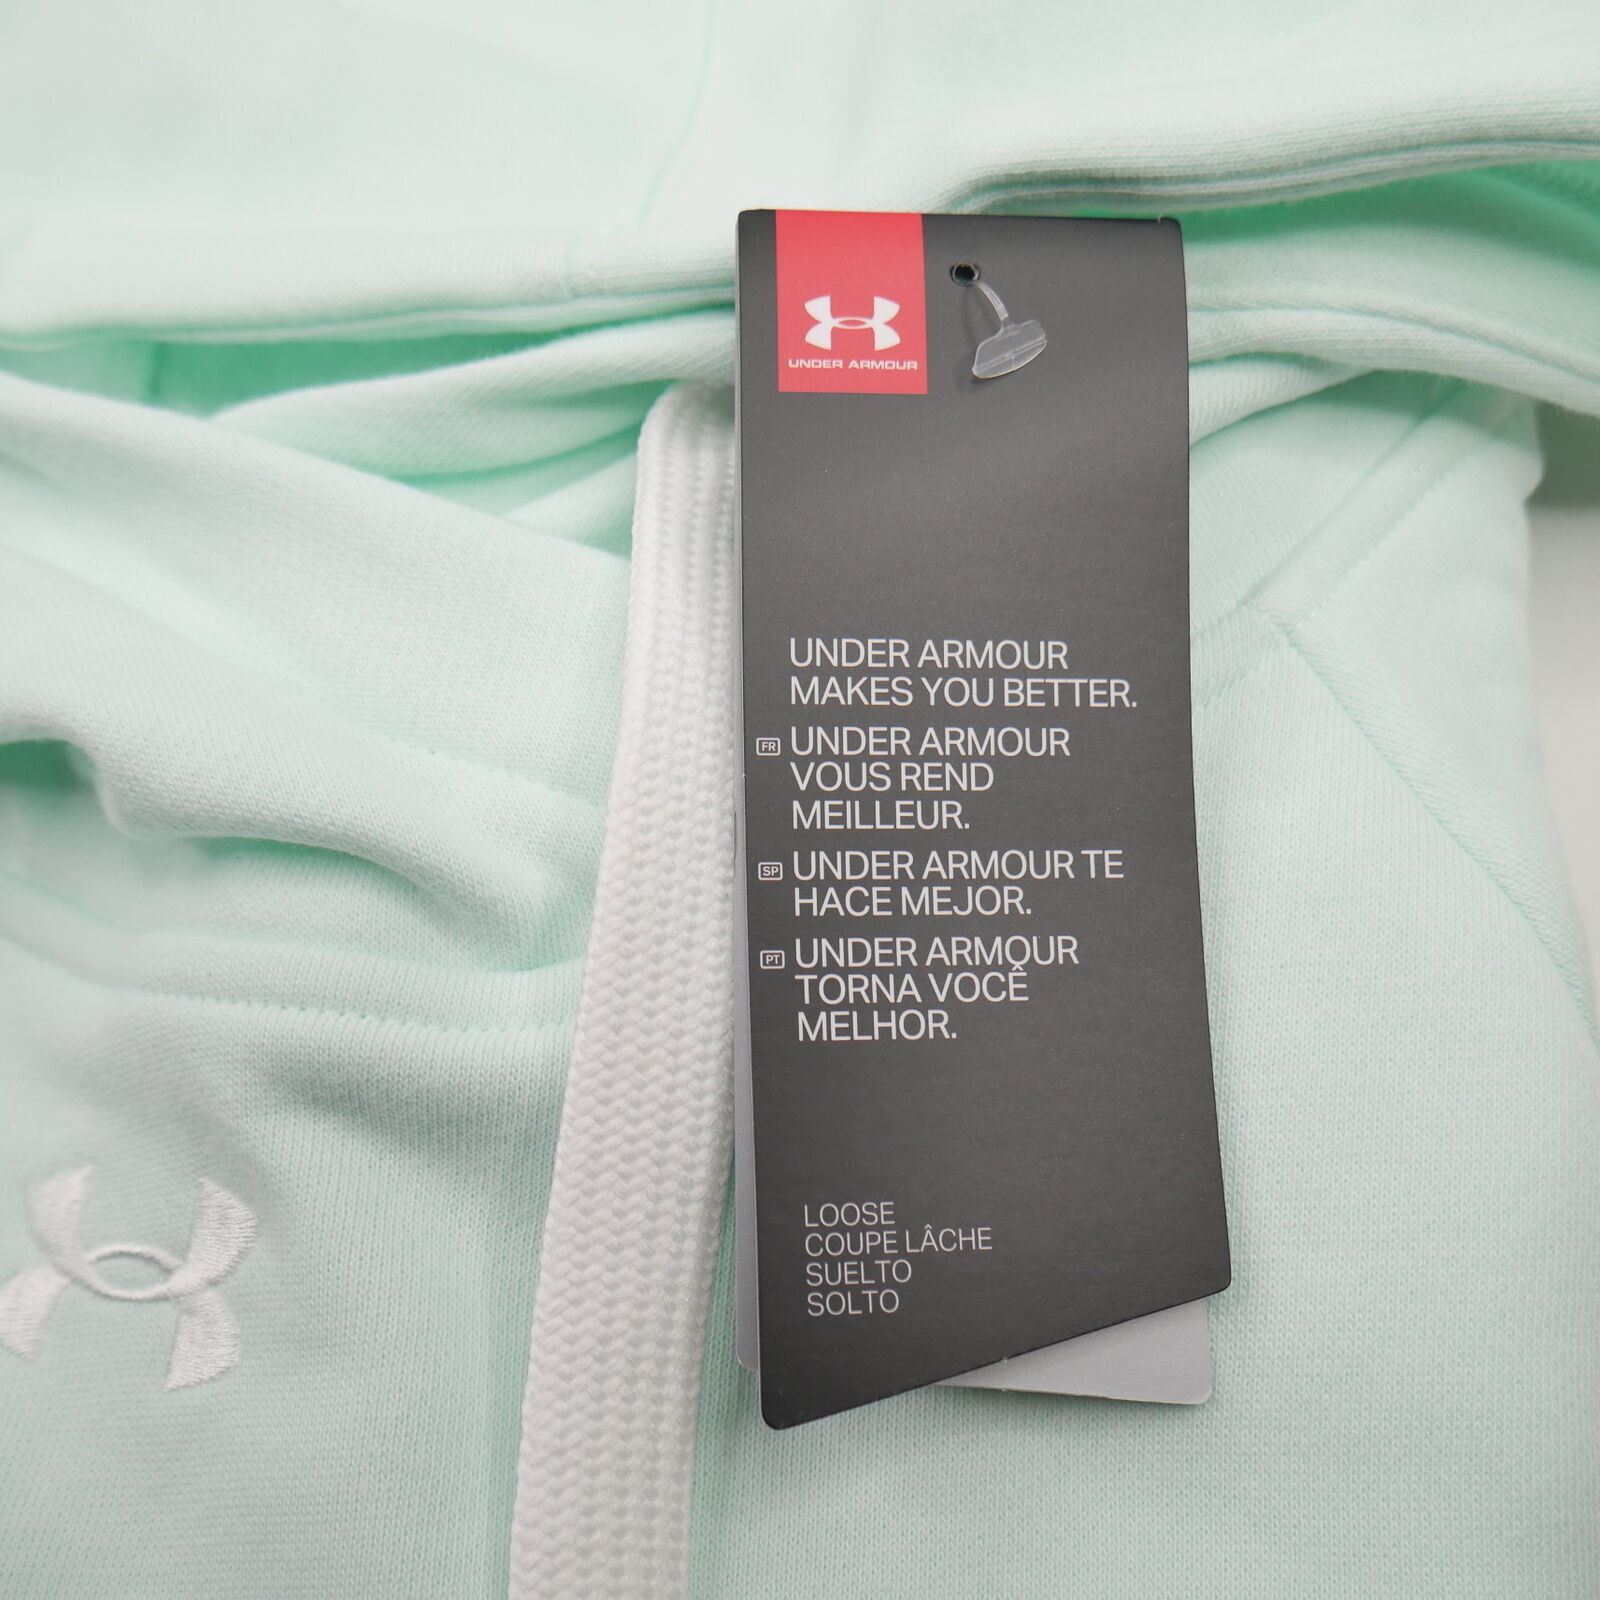 UNDER ARMOUR
UNDER ARMOUR
MAKES YOU BETTER.
FR UNDER ARMOUR
VOUS REND
MEILLEUR.
SP UNDER ARMOUR TE
HACE MEJOR.
PT UNDER ARMOUR
TORNA VOCÊ
MELHOR.
LOOSE
COUPE LÂCHE
SUELTO
SOLTO